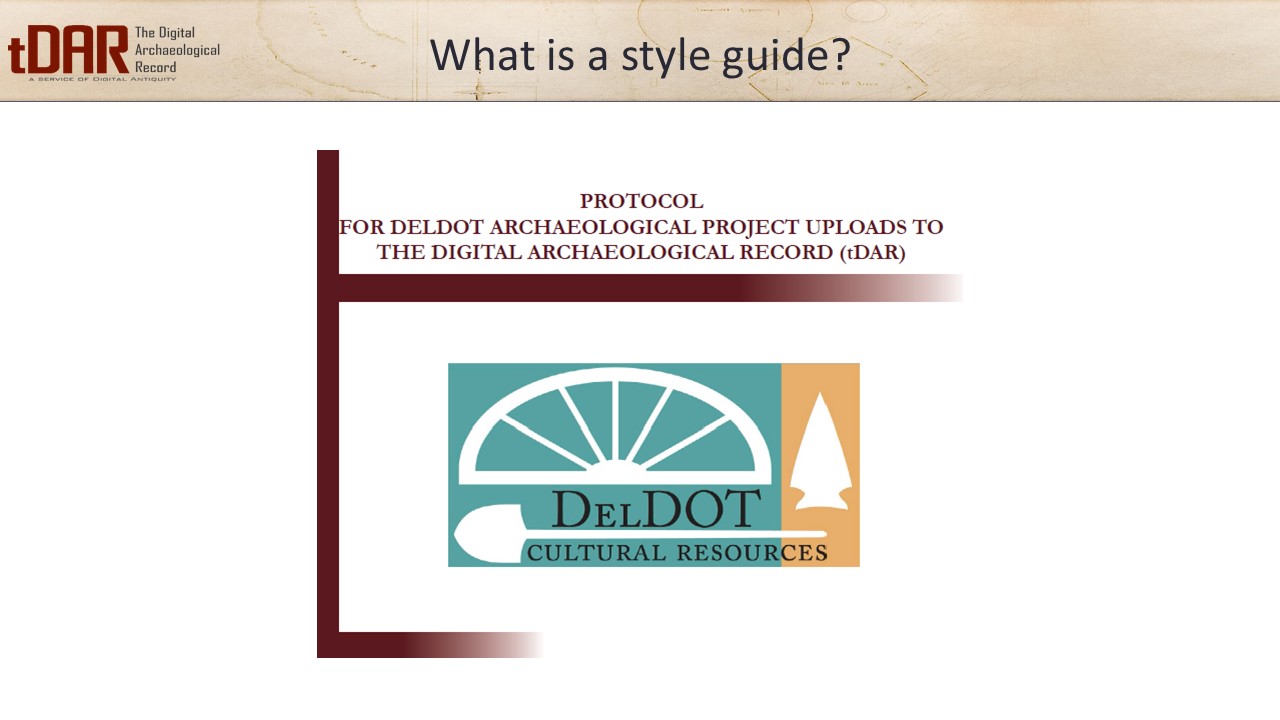 tDAR
The Digital
Archaeological
Record
A SERVICE OF DIGITAL ANTIQUITY
What is a style guide?
PROTOCOL
FOR DELDOT ARCHAEOLOGICAL PROJECT UPLOADS TO
THE DIGITAL ARCHAEOLOGICAL RECORD (tDAR)
DELDOT
CULTURAL RESOURCES